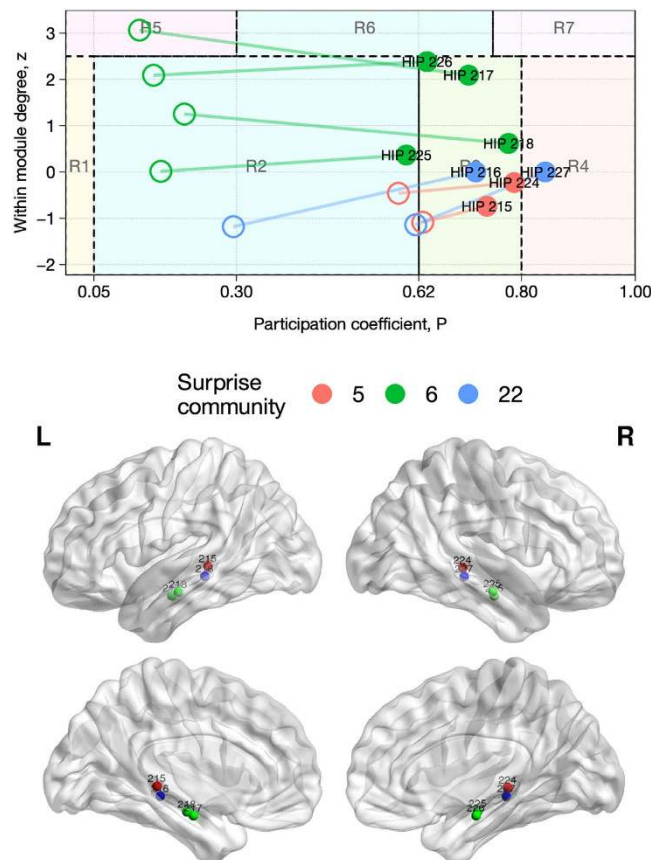 Within module degree, z
3
2
1
0
−1
−2
R5
R6
R7
HIP 226
HIP 217
HIP 218
HIP 225
R1
R2
HIP 216
HIP 227
R4
HIP 224
HIP 215
0.05
0.30
0.62
0.80
1.00
Participation coefficient, P
Surprise
community
5
6
22
L
R
215
218
224
225
215
218
224
225